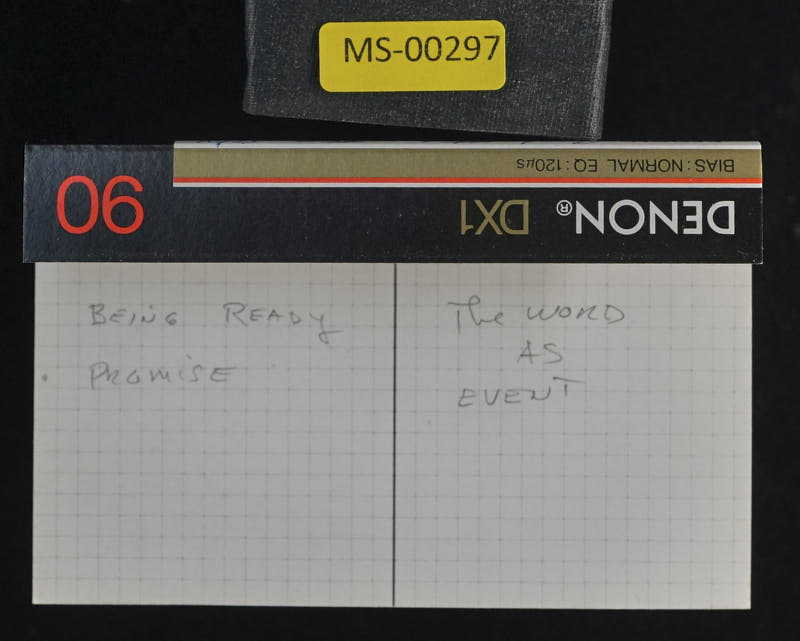 MS-00297
BIAS: NORMAL EQ: 120µs
DENON® DX1
90
BEING READY
PROMISE
The WORD
AS
EVENT